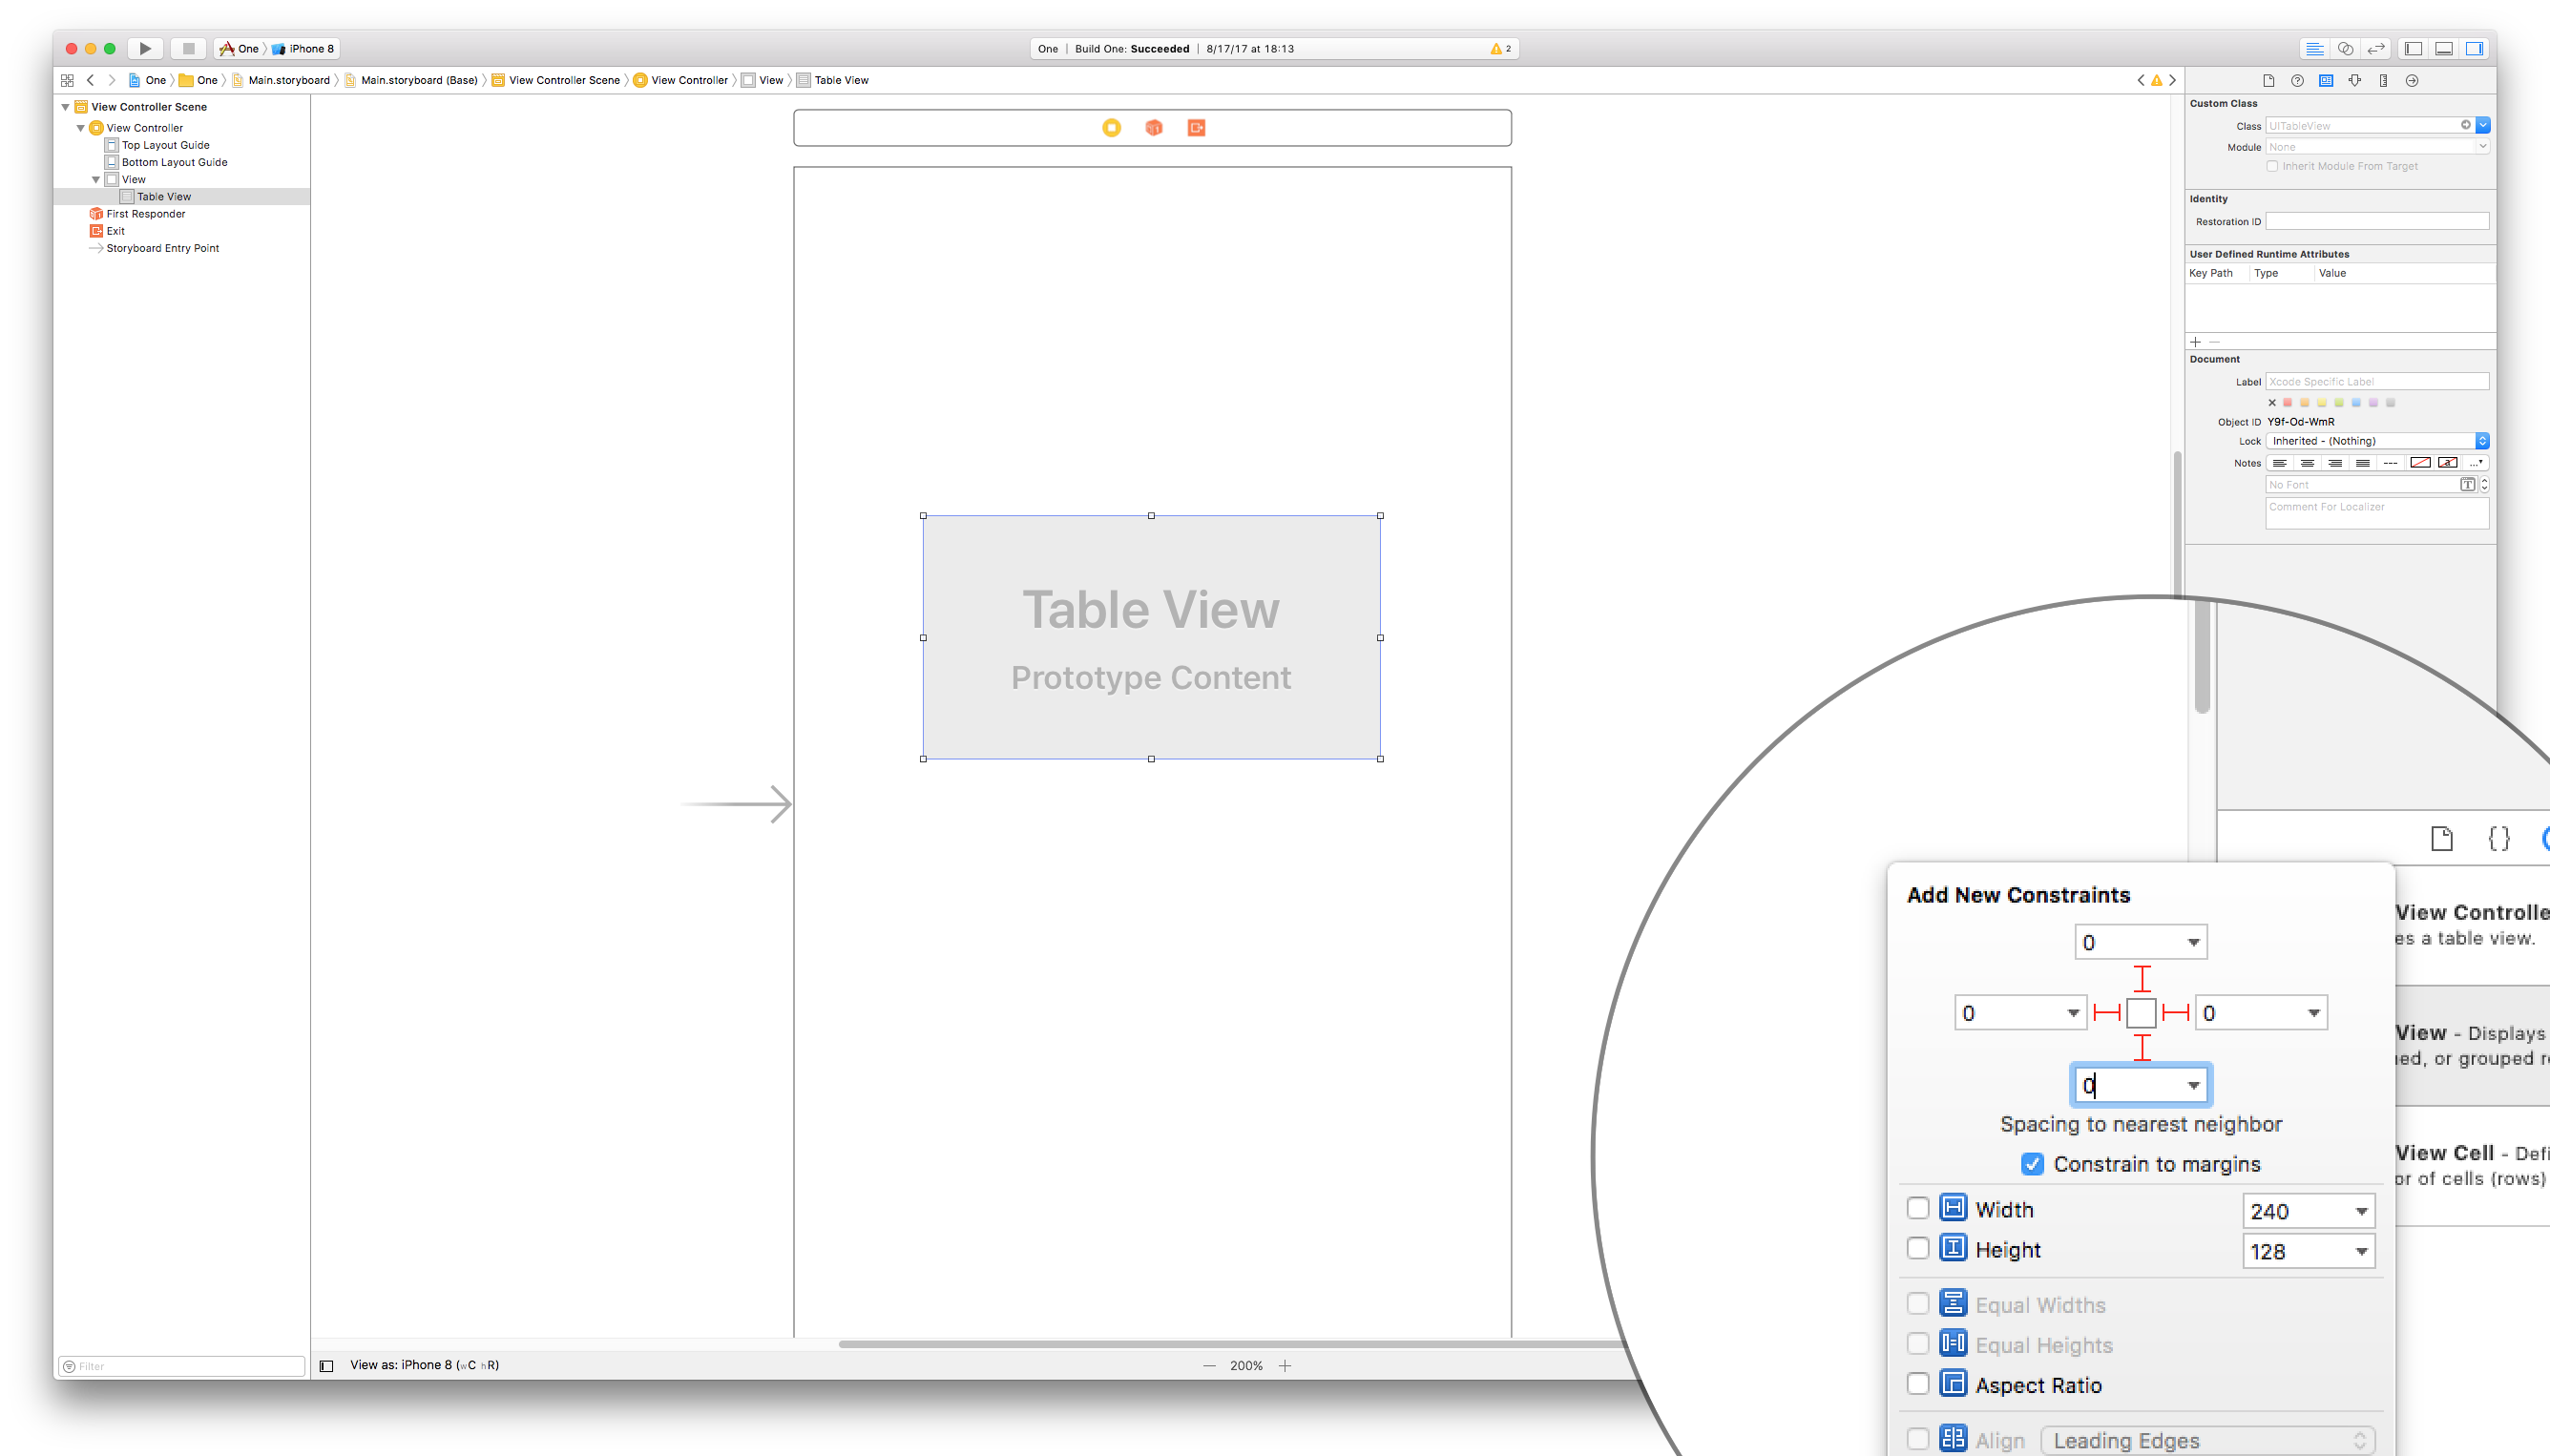 One 〉 iPhone 8
One | Build One: Succeeded | 8/17/17 at 18:13
2
One 〉 One 〉 Main.storyboard 〉 Main.storyboard (Base) 〉 View Controller Scene 〉 View Controller 〉 View 〉 Table View
View Controller Scene
View Controller
Top Layout Guide
Bottom Layout Guide
View
Table View
First Responder
Exit
Storyboard Entry Point
Filter
Table View
Prototype Content
View as: iPhone 8 (wC hR)
— 200% +
Custom Class
Class UITableView
Module None
Inherit Module From Target
Identity
Restoration ID
User Defined Runtime Attributes
Key Path Type Value
+ —
Document
Label Xcode Specific Label
Object ID Y9f-Od-WmR
Lock Inherited - (Nothing)
Notes
No Font
Comment For Localizer
{ }
Add New Constraints
0
0 0
0
Spacing to nearest neighbor
Constrain to margins
Width 240
Height 128
Equal Widths
Equal Heights
Aspect Ratio
Align Leading Edges
View Controlle
es a table view.
View - Displays
ed, or grouped r
View Cell - Defi
or of cells (rows)